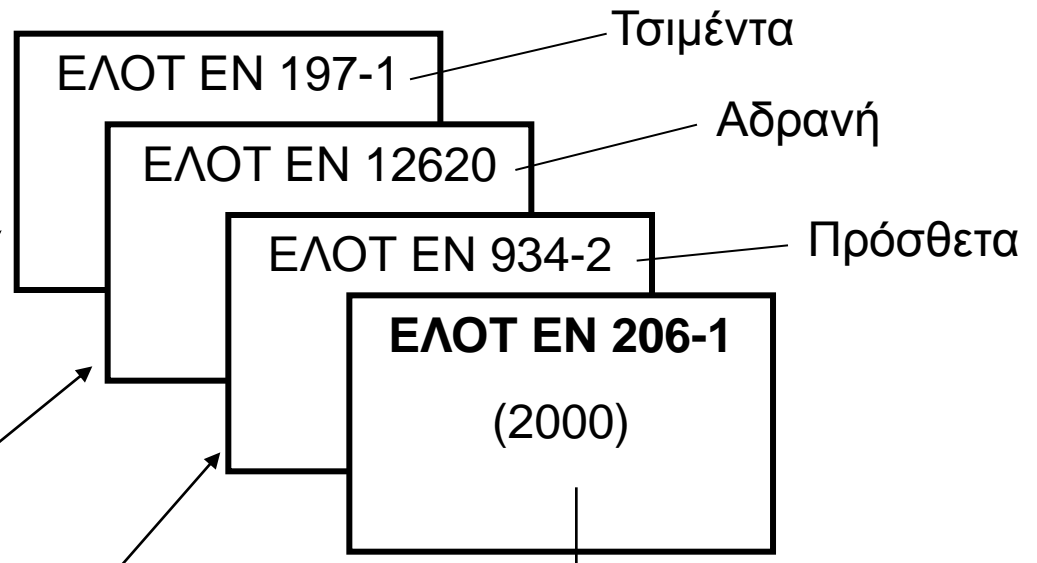 Τσιμέντα
ΕΛΟΤ ΕΝ 197-1
Αδρανή
ΕΛΟΤ ΕΝ 12620
Πρόσθετα
ΕΛΟΤ ΕΝ 934-2
ΕΛΟΤ ΕΝ 206-1
(2000)